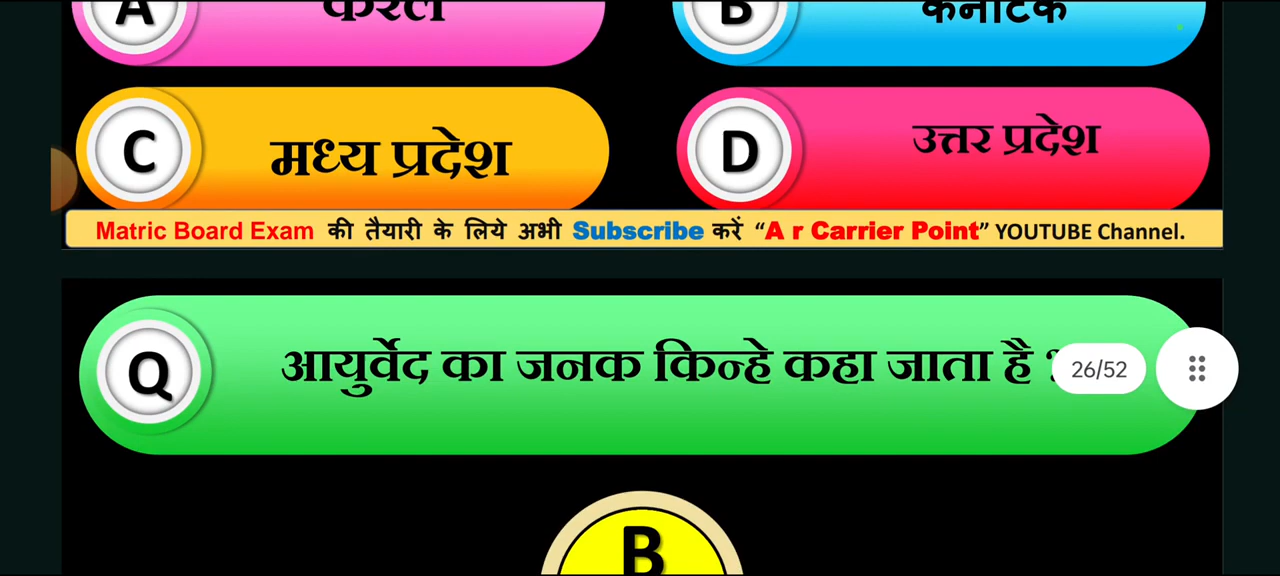 A केरल
B कर्नाटक
C मध्य प्रदेश
D उत्तर प्रदेश
Matric Board Exam की तैयारी के लिये अभी Subscribe करें “A r Carrier Point” YOUTUBE Channel.
Q आयुर्वेद का जनक किन्हे कहा जाता है
26/52
B